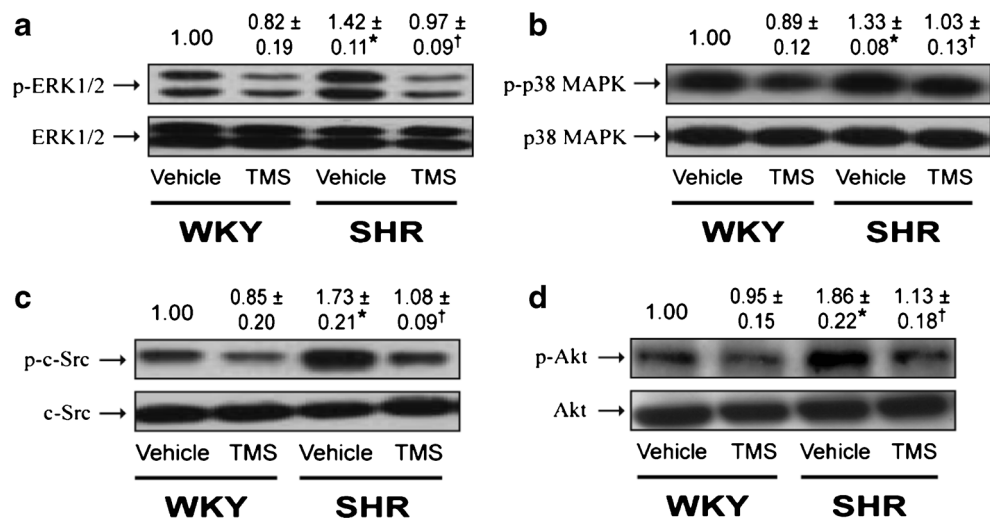 a
1.00 0.82 ± 0.19 1.42 ± 0.11* 0.97 ± 0.09†
p-ERK1/2 →
ERK1/2 →
Vehicle TMS Vehicle TMS
WKY SHR
b
1.00 0.89 ± 0.12 1.33 ± 0.08* 1.03 ± 0.13†
p-p38 MAPK →
p38 MAPK →
Vehicle TMS Vehicle TMS
WKY SHR
c
1.00 0.85 ± 0.20 1.73 ± 0.21* 1.08 ± 0.09†
p-c-Src →
c-Src →
Vehicle TMS Vehicle TMS
WKY SHR
d
1.00 0.95 ± 0.15 1.86 ± 0.22* 1.13 ± 0.18†
p-Akt →
Akt →
Vehicle TMS Vehicle TMS
WKY SHR